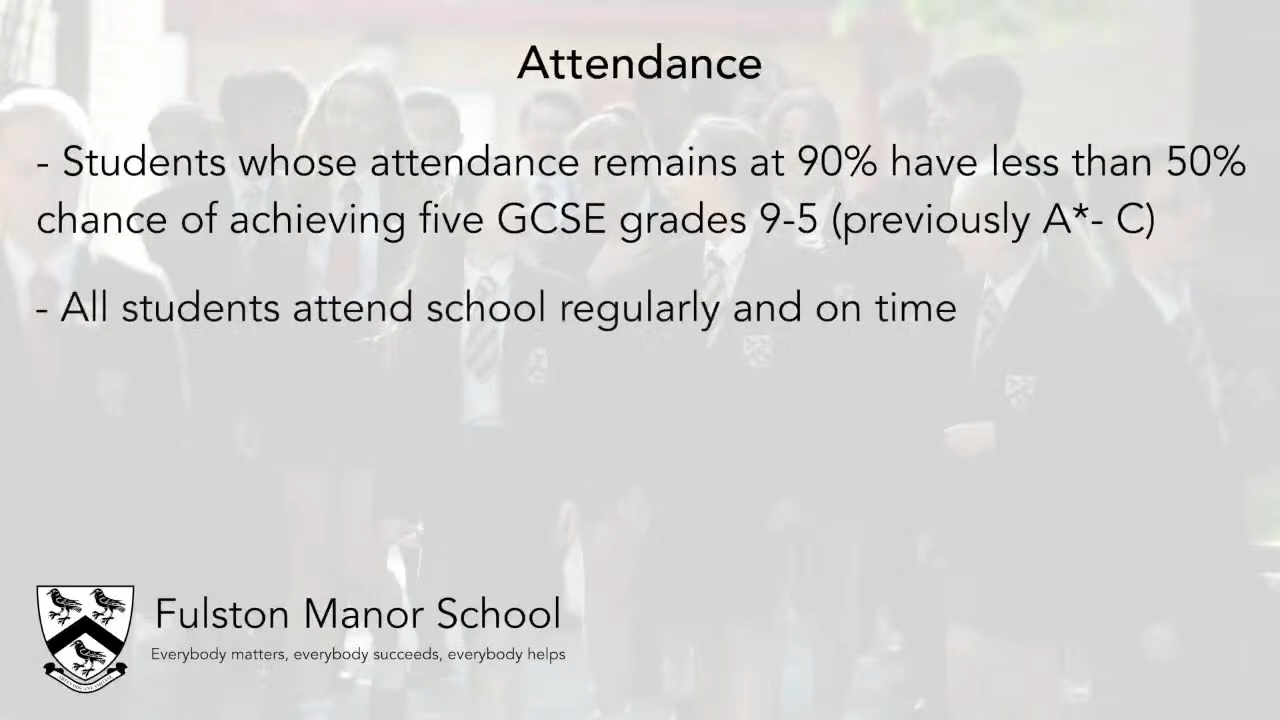 Attendance
- Students whose attendance remains at 90% have less than 50%
chance of achieving five GCSE grades 9-5 (previously A*- C)
- All students attend school regularly and on time
Fulston Manor School
Everybody matters, everybody succeeds, everybody helps